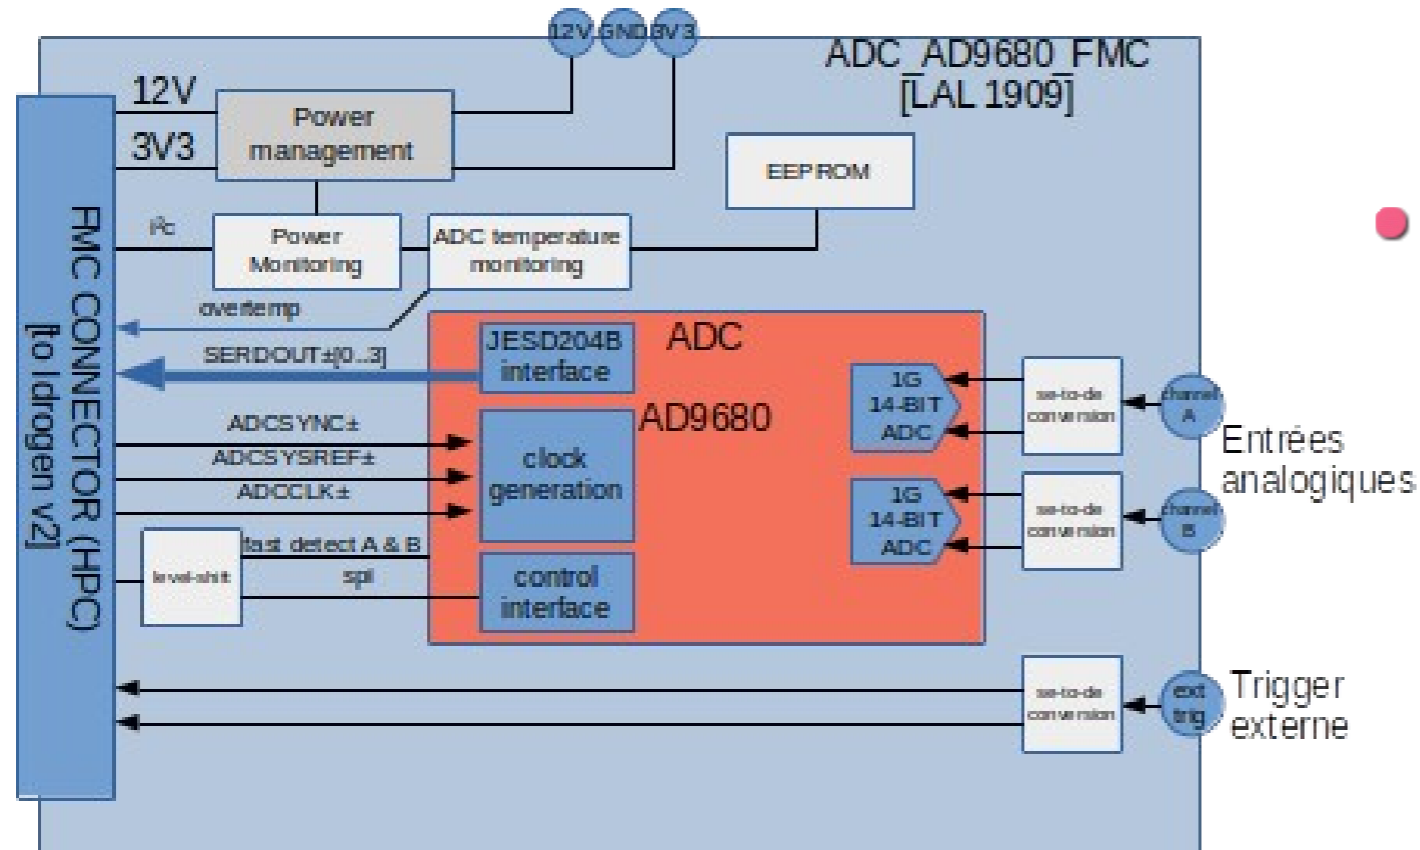 12V GND 3V3
ADC_AD9680_FMC
[LAL 1909]
12V
3V3
Power
management
EEPROM
i²c
Power
Monitoring
ADC temperature
monitoring
overtemp
FMC CONNECTOR (HPC)
[to Idrogen v2]
SERDOUT±[0..3]
JESD204B
interface
ADC
AD9680
ADCSYNC±
ADCSYSREF±
ADCCLK±
clock
generation
1G
14-BIT
ADC
se-to-de
conversion
channel
A
1G
14-BIT
ADC
se-to-de
conversion
channel
B
Entrées
analogiques
level-shift
fast detect A & B
spi
control
interface
se-to-de
conversion
ext
trig
Trigger
externe